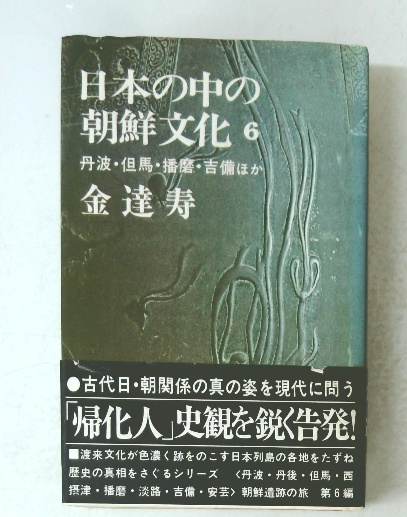 日本の中の
朝鮮文化 6
丹波・但馬・播磨・吉備ほか
金達寿
●古代日・朝関係の真の姿を現代に問う
「帰化人」史観を鋭く告発!
■渡来文化が色濃く跡をのこす日本列島の各地をたずね
歴史の真相をさぐるシリーズ 〈丹波・丹後・但馬・西
摂津・播磨・淡路・吉備・安芸〉朝鮮遺跡の旅 第6編